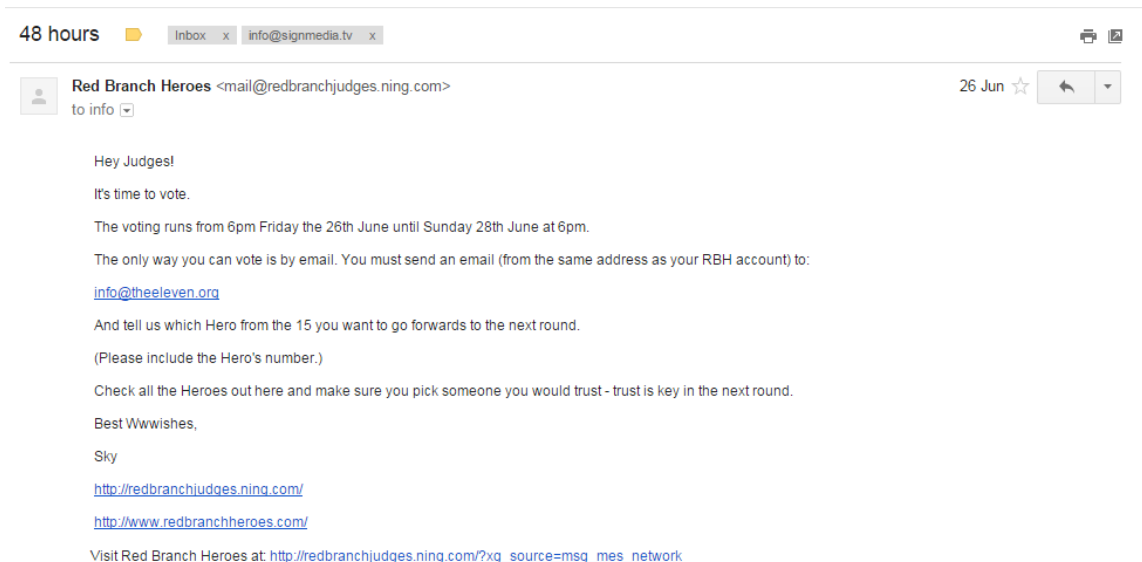 48 hours Inbox x info@signmedia.tv x
Red Branch Heroes <mail@redbranchjudges.ning.com> 26 Jun
to info
Hey Judges!
It's time to vote.
The voting runs from 6pm Friday the 26th June until Sunday 28th June at 6pm.
The only way you can vote is by email. You must send an email (from the same address as your RBH account) to:
info@theeleven.org
And tell us which Hero from the 15 you want to go forwards to the next round.
(Please include the Hero's number.)
Check all the Heroes out here and make sure you pick someone you would trust - trust is key in the next round.
Best Wwwishes,
Sky
http://redbranchjudges.ning.com/
http://www.redbranchheroes.com/
Visit Red Branch Heroes at: http://redbranchjudges.ning.com/?xg_source=msg_mes_network